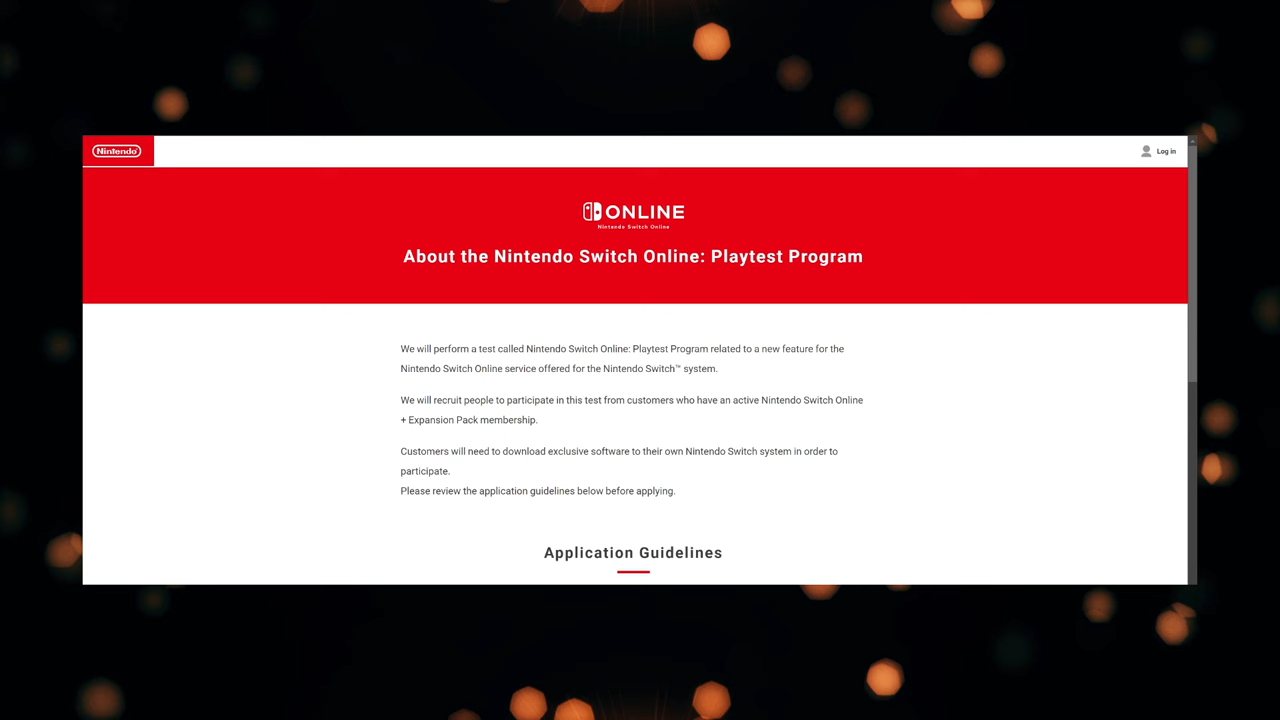 Nintendo
Log in
ONLINE
Nintendo Switch Online
About the Nintendo Switch Online: Playtest Program
We will perform a test called Nintendo Switch Online: Playtest Program related to a new feature for the
Nintendo Switch Online service offered for the Nintendo Switch™ system.
We will recruit people to participate in this test from customers who have an active Nintendo Switch Online
+ Expansion Pack membership.
Customers will need to download exclusive software to their own Nintendo Switch system in order to
participate.
Please review the application guidelines below before applying.
Application Guidelines